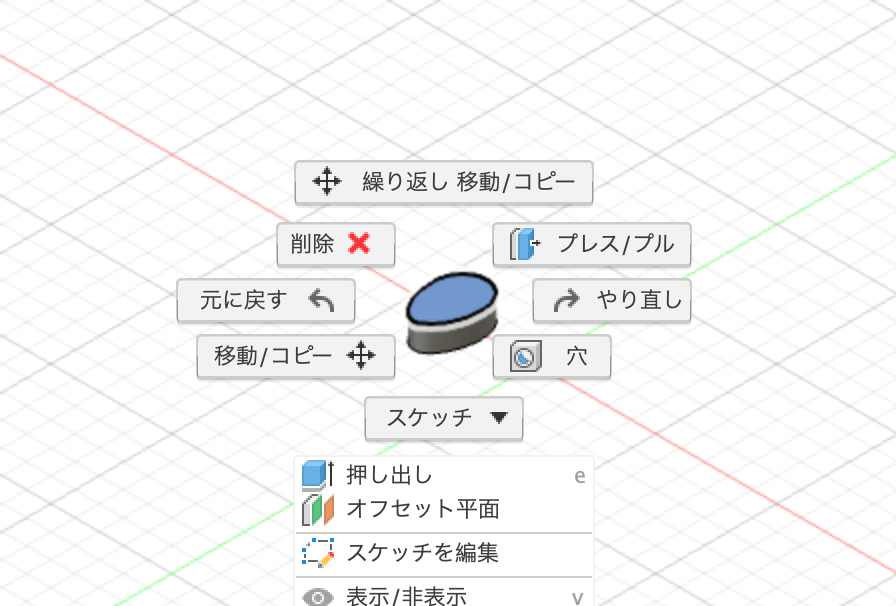 繰り返し 移動/コピー
削除
プレス/プル
元に戻す
やり直し
移動/コピー
穴
スケッチ
押し出し e
オフセット平面
スケッチを編集
表示/非表示 v